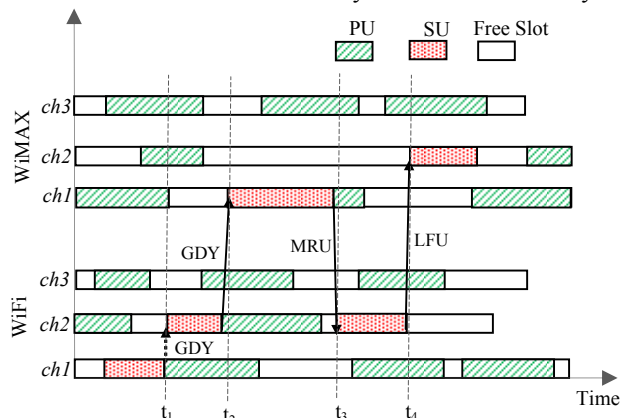 PU SU Free Slot
WiMAX
ch3
ch2
ch1
GDY MRU LFU
WiFi
ch3
ch2
GDY
ch1
t1 t2 t3 t4 Time